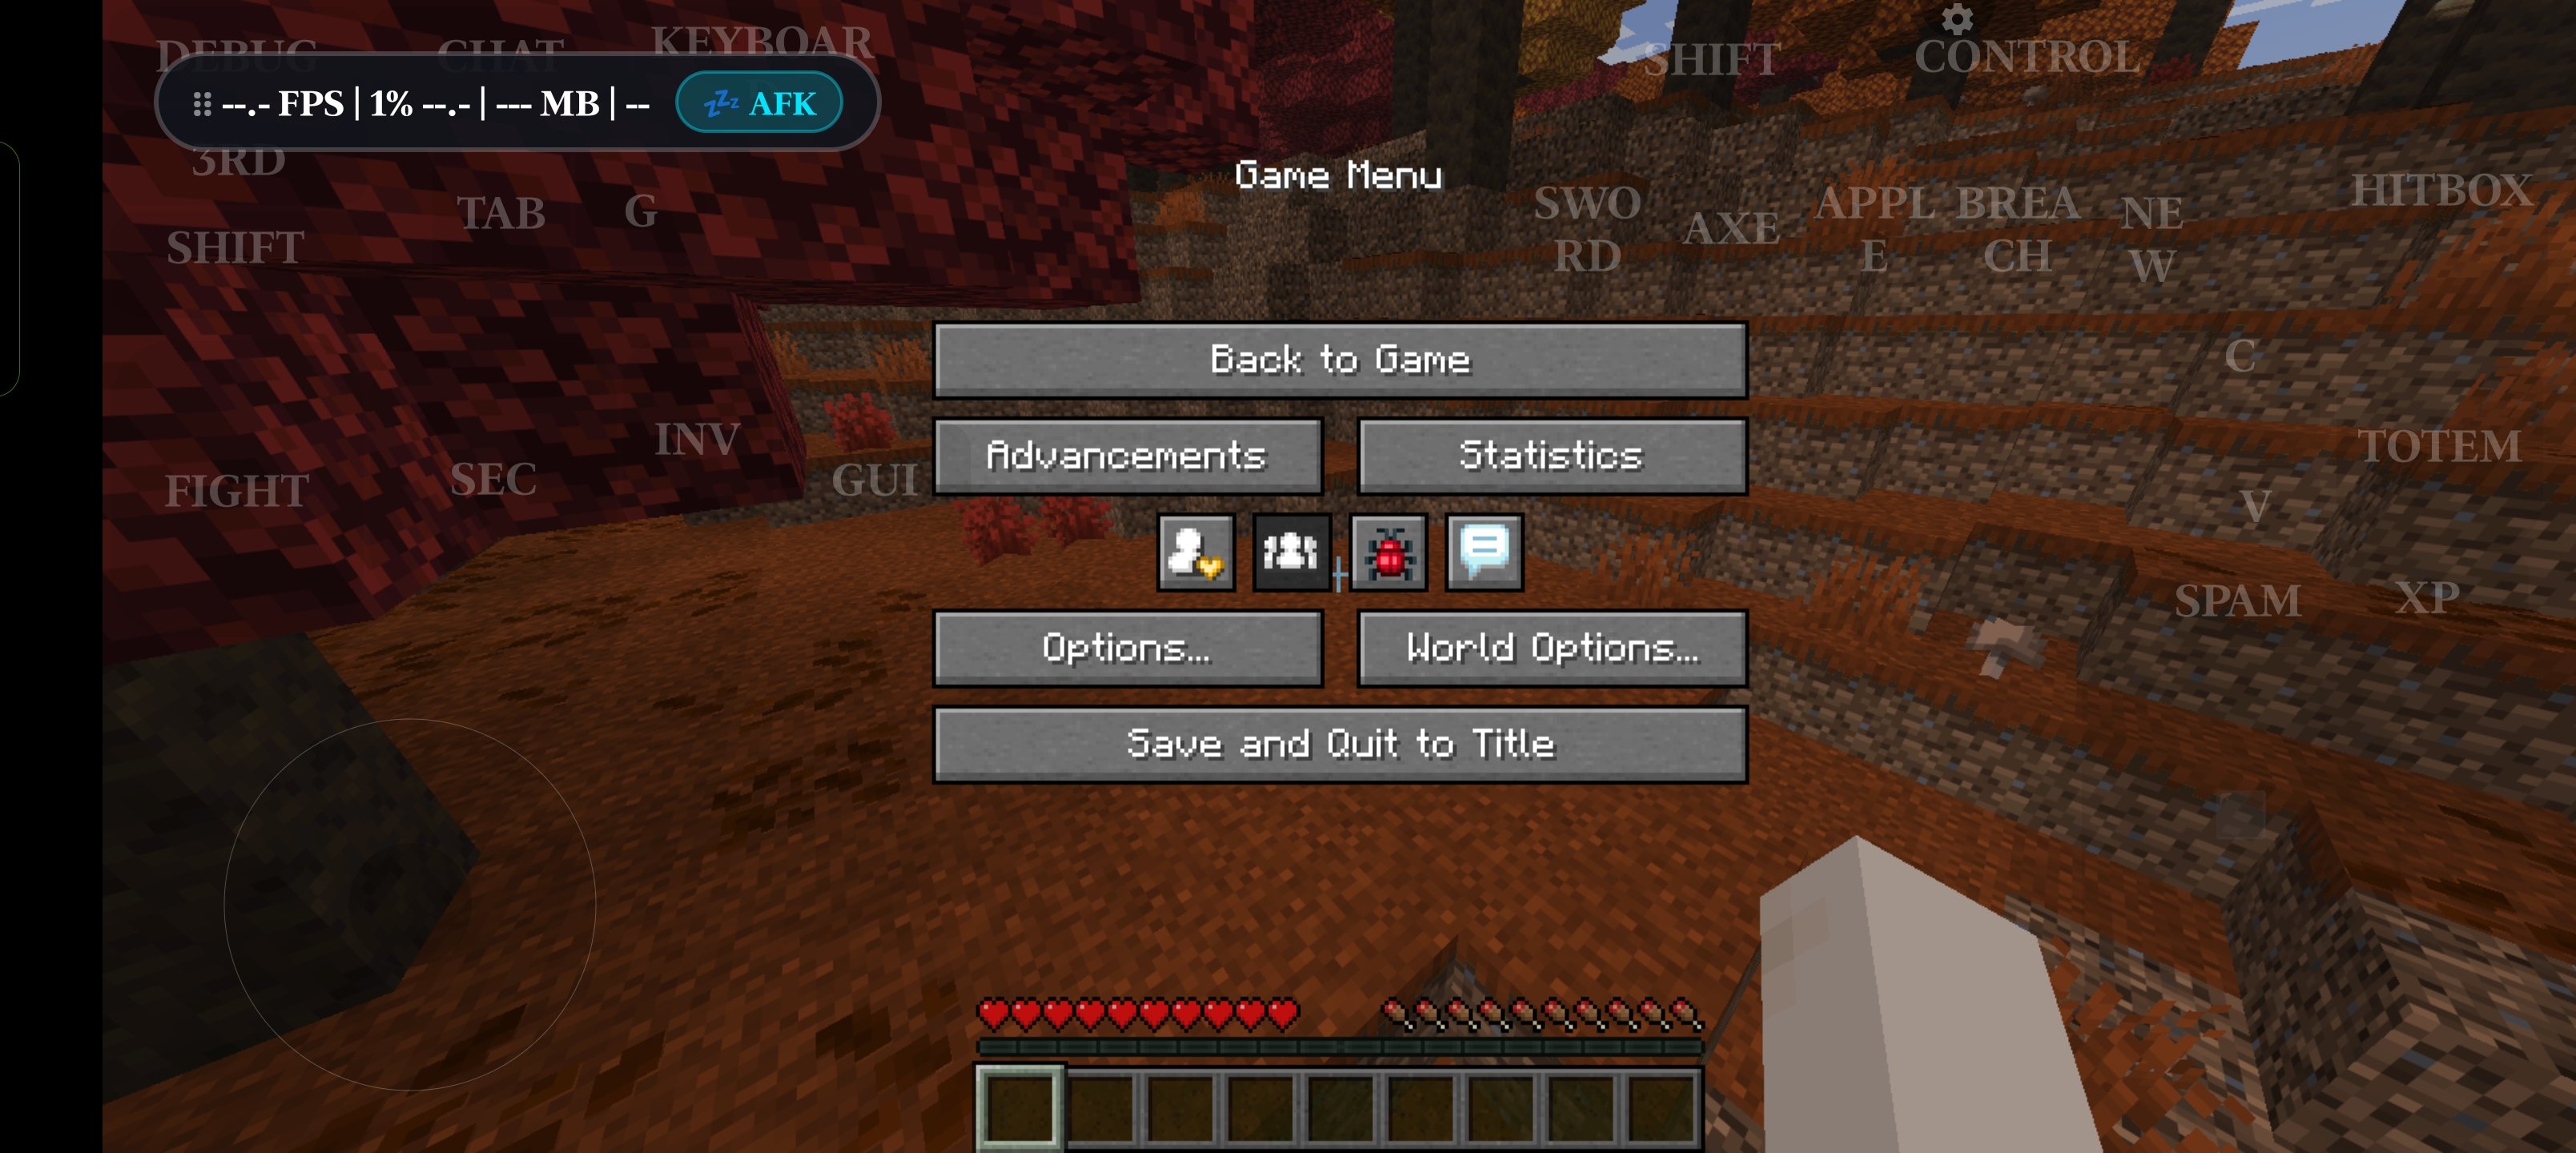 DEBUG
CHAT
KEYBOAR
SHIFT
CONTROL
--.- FPS | 1% --.- | --- MB | --
AFK
3RD
Game Menu
TAB
G
SHIFT
SWO
RD
AXE
APPL
E
BREA
CH
NE
W
HITBOX
Back to Game
C
Advancements
Statistics
INV
FIGHT
SEC
GUI
TOTEM
V
SPAM
XP
Options...
World Options...
Save and Quit to Title